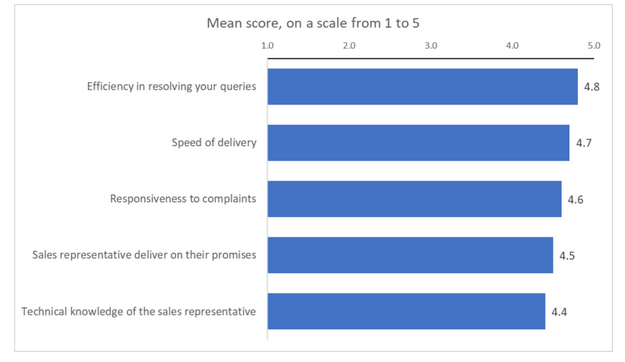 Mean score, on a scale from 1 to 5
1.0 2.0 3.0 4.0 5.0
Efficiency in resolving your queries 4.8
Speed of delivery 4.7
Responsiveness to complaints 4.6
Sales representative deliver on their promises 4.5
Technical knowledge of the sales representative 4.4